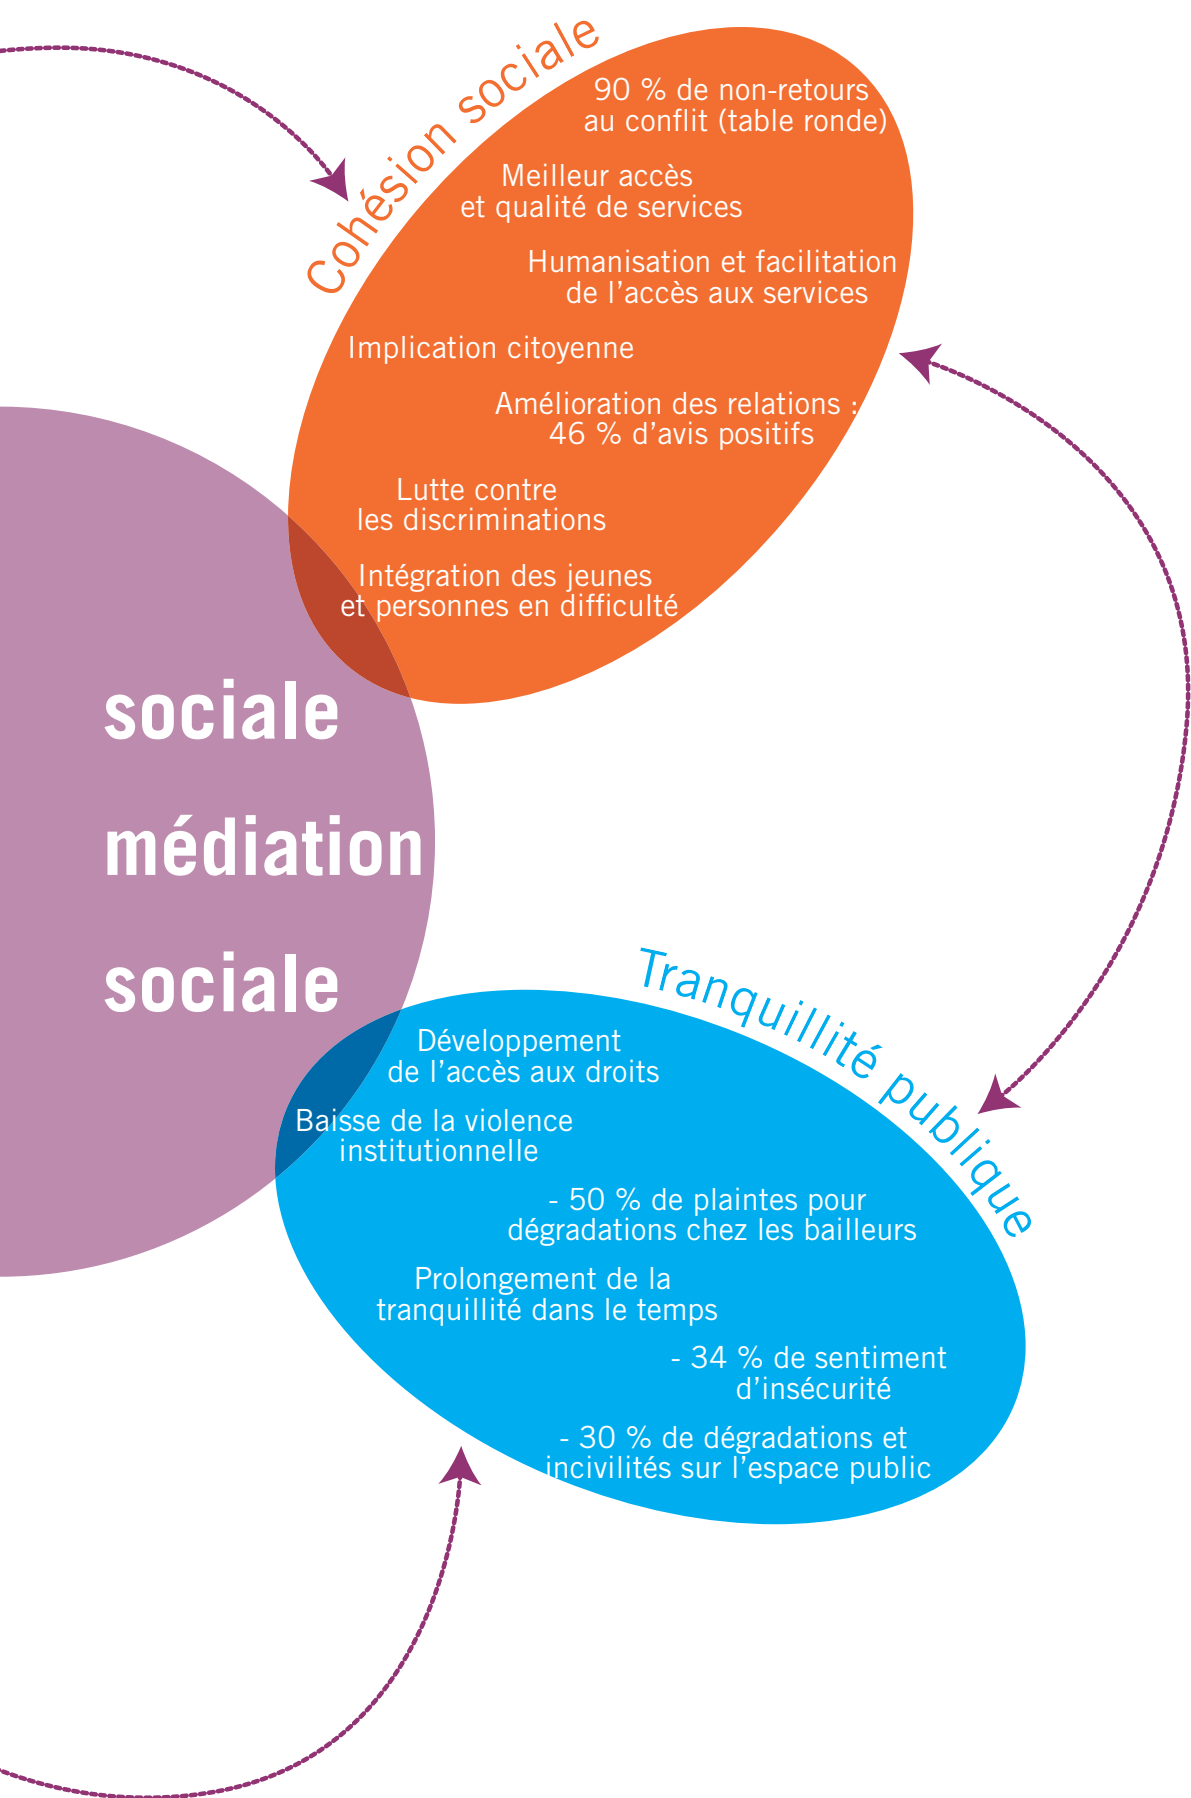 Cohésion sociale
90 % de non-retours
au conflit (table ronde)
Meilleur accès
et qualité de services
Humanisation et facilitation
de l’accès aux services
Implication citoyenne
Amélioration des relations :
46 % d’avis positifs
Lutte contre
les discriminations
Intégration des jeunes
et personnes en difficulté
sociale
médiation
sociale
Tranquillité publique
Développement
de l’accès aux droits
Baisse de la violence
institutionnelle
- 50 % de plaintes pour
dégradations chez les bailleurs
Prolongement de la
tranquillité dans le temps
- 34 % de sentiment
d’insécurité
- 30 % de dégradations et
incivilités sur l’espace public